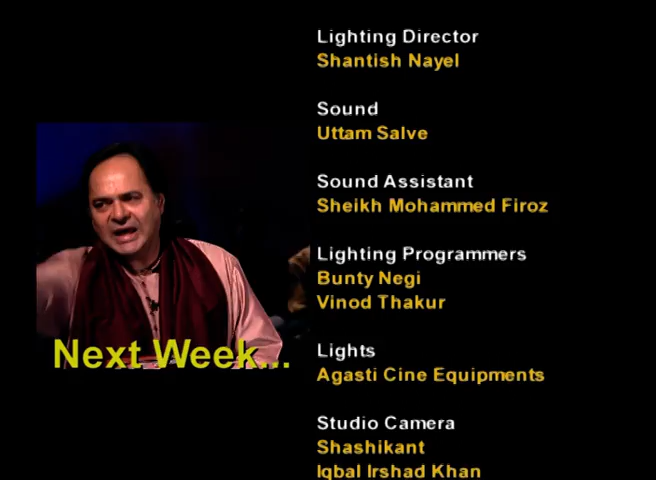 Lighting Director
Shantish Nayel
Sound
Uttam Salve
Sound Assistant
Sheikh Mohammed Firoz
Lighting Programmers
Bunty Negi
Vinod Thakur
Next Week...
Lights
Agasti Cine Equipments
Studio Camera
Shashikant
Iqbal Irshad Khan